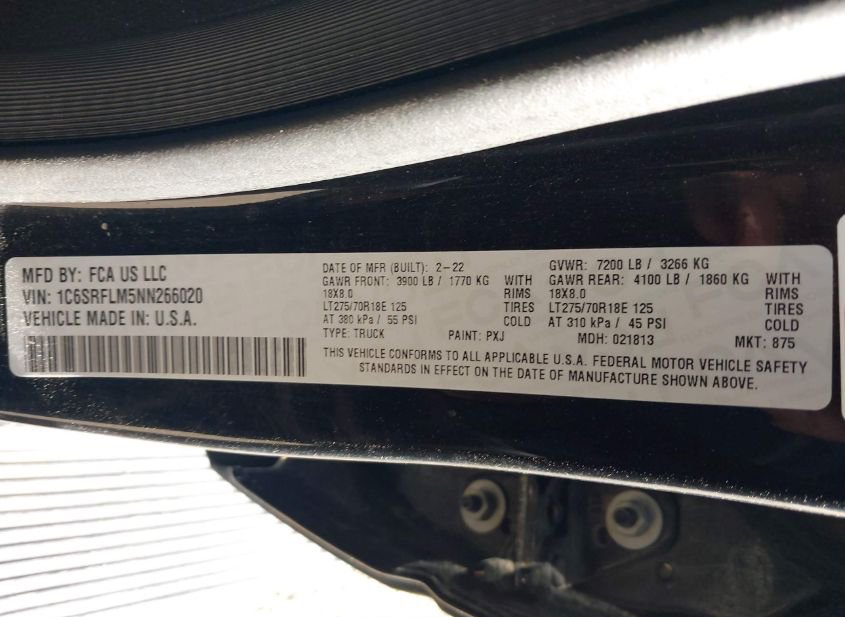 MFD BY: FCA US LLC
VIN: 1C6SRFLM5NN266020
VEHICLE MADE IN: U.S.A.
DATE OF MFR (BUILT): 2-22 GVWR: 7200 LB / 3266 KG
GAWR FRONT: 3900 LB / 1770 KG WITH GAWR REAR: 4100 LB / 1860 KG WITH
18X8.0 RIMS 18X8.0 RIMS
LT275/70R18E 125 TIRES LT275/70R18E 125 TIRES
AT 380 kPa / 55 PSI COLD AT 310 kPa / 45 PSI COLD
TYPE: TRUCK PAINT: PXJ MDH: 021813 MKT: 875
THIS VEHICLE CONFORMS TO ALL APPLICABLE U.S.A. FEDERAL MOTOR VEHICLE SAFETY
STANDARDS IN EFFECT ON THE DATE OF MANUFACTURE SHOWN ABOVE.